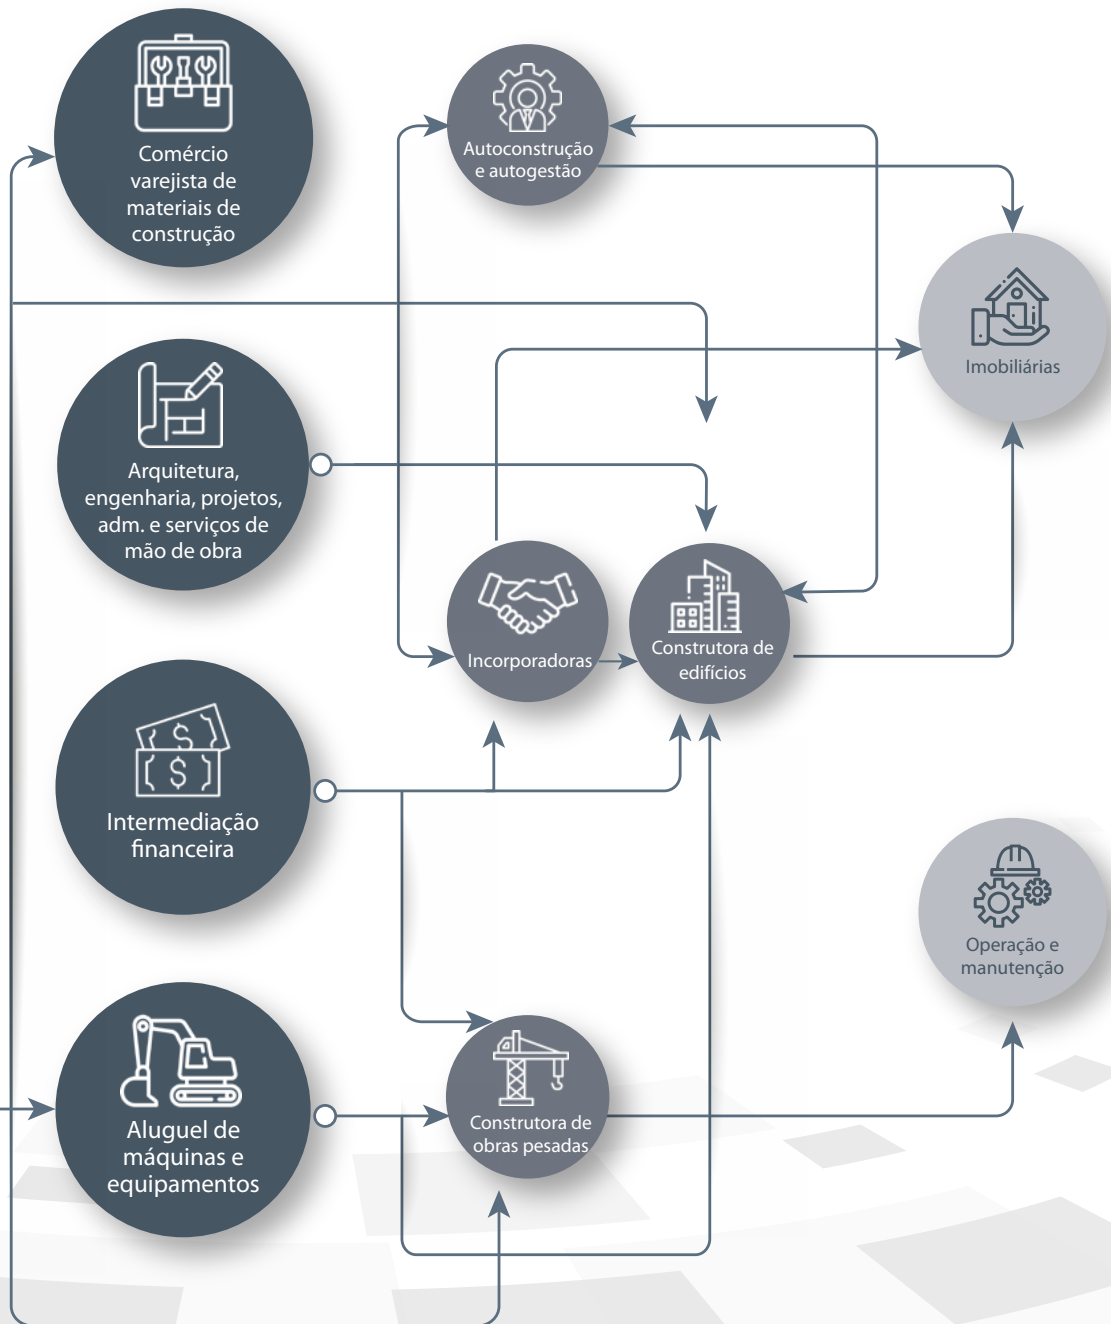 Comércio
varejista de
materiais de
construção
Autoconstrução
e autogestão
Imobiliárias
Arquitetura,
engenharia, projetos,
adm. e serviços de
mão de obra
Incorporadoras
Construtora de
edifícios
Intermediação
financeira
Operação e
manutenção
Aluguel de
máquinas e
equipamentos
Construtora de
obras pesadas